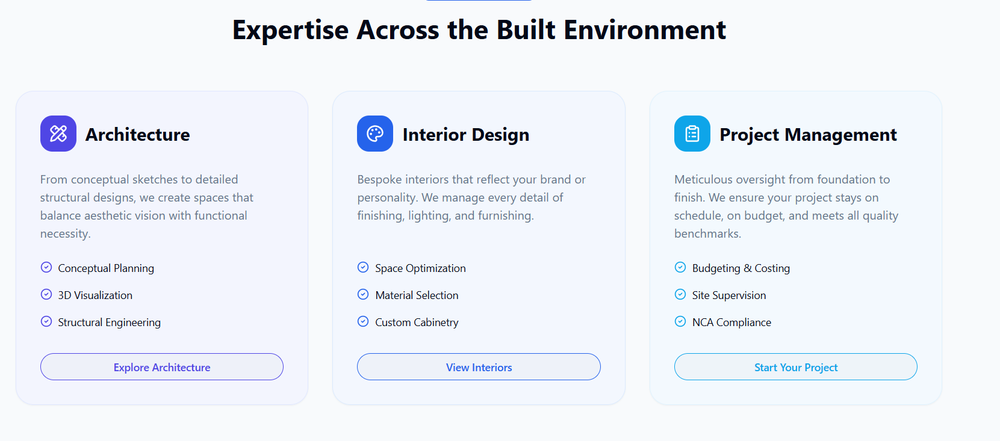 Expertise Across the Built Environment
Architecture
From conceptual sketches to detailed
structural designs, we create spaces that
balance aesthetic vision with functional
necessity.
Conceptual Planning
3D Visualization
Structural Engineering
Explore Architecture
Interior Design
Bespoke interiors that reflect your brand or
personality. We manage every detail of
finishing, lighting, and furnishing.
Space Optimization
Material Selection
Custom Cabinetry
View Interiors
Project Management
Meticulous oversight from foundation to
finish. We ensure your project stays on
schedule, on budget, and meets all quality
benchmarks.
Budgeting & Costing
Site Supervision
NCA Compliance
Start Your Project